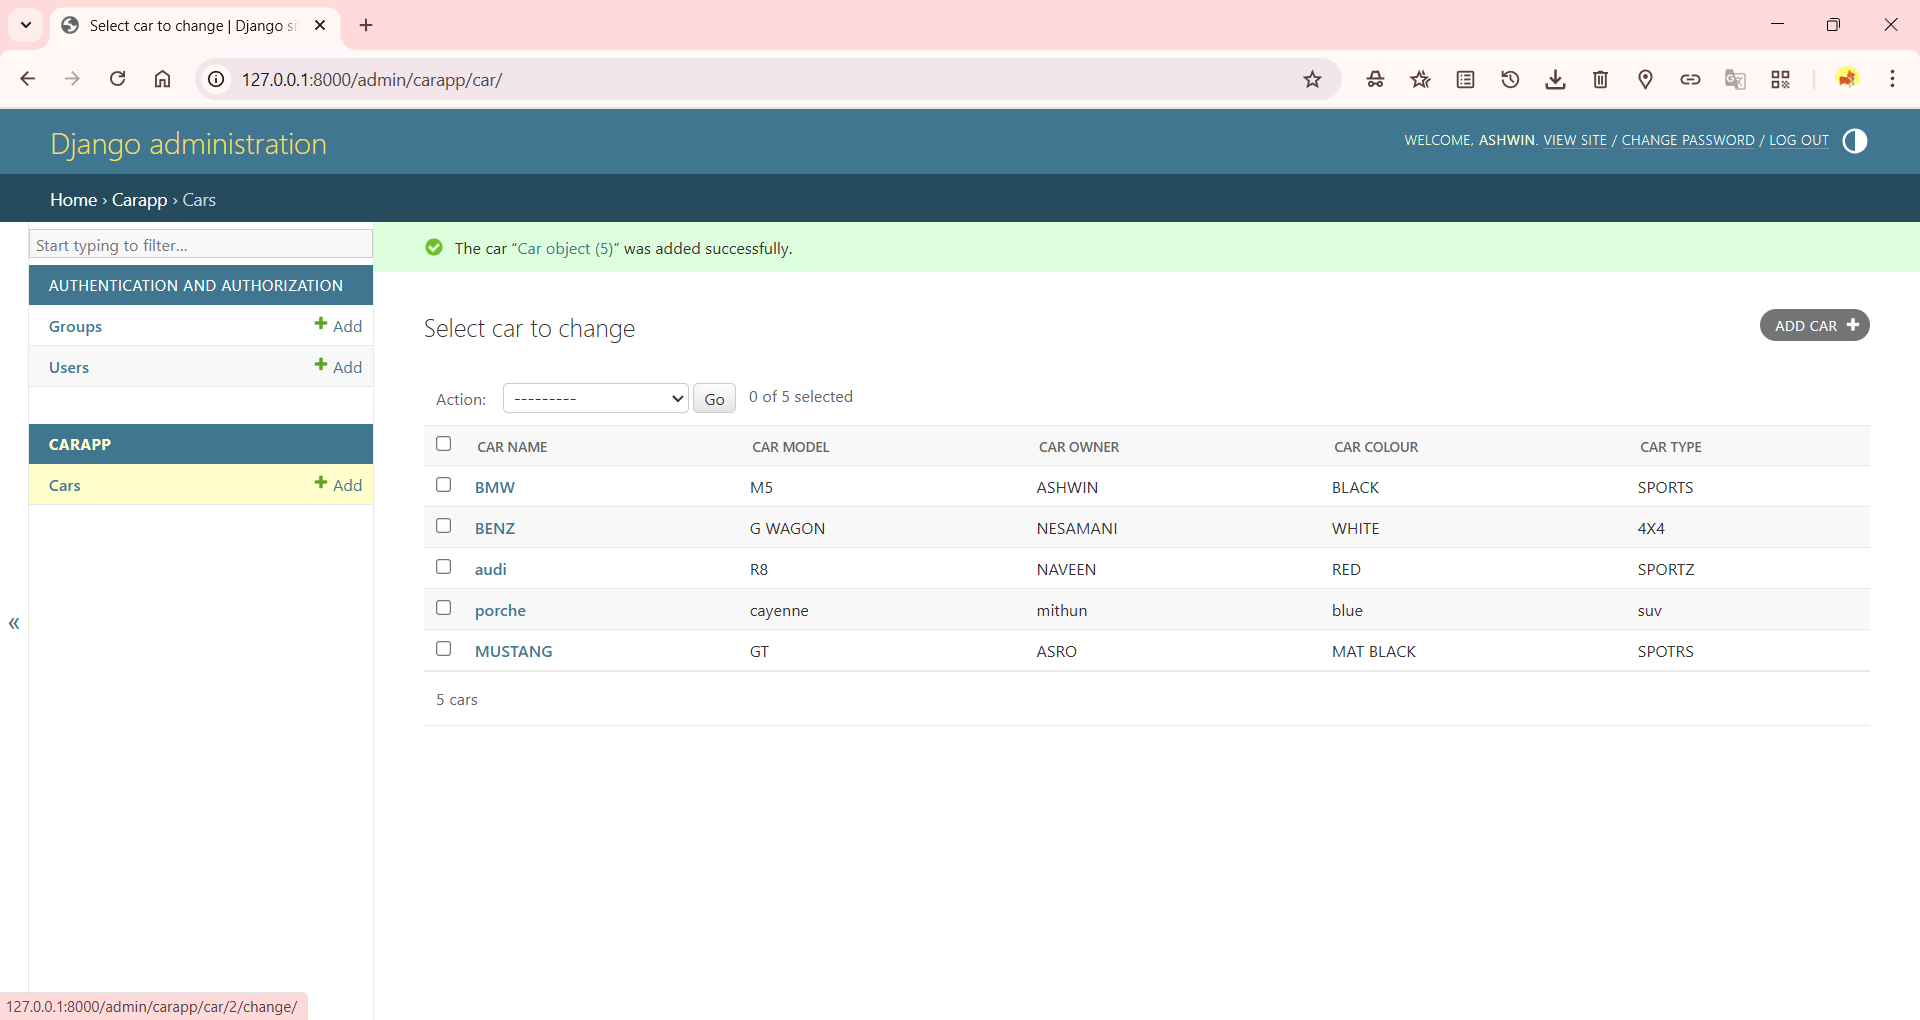 Select car to change | Django si
127.0.0.1:8000/admin/carapp/car/
Django administration
WELCOME, ASHWIN. VIEW SITE / CHANGE PASSWORD / LOG OUT
Home › Carapp › Cars
Start typing to filter...
AUTHENTICATION AND AUTHORIZATION
Groups Add
Users Add
CARAPP
Cars Add
«
The car “Car object (5)” was added successfully.
Select car to change
ADD CAR
Action: --------- Go 0 of 5 selected
CAR NAME CAR MODEL CAR OWNER CAR COLOUR CAR TYPE
BMW M5 ASHWIN BLACK SPORTS
BENZ G WAGON NESAMANI WHITE 4X4
audi R8 NAVEEN RED SPORTZ
porche cayenne mithun blue suv
MUSTANG GT ASRO MAT BLACK SPOTRS
5 cars
127.0.0.1:8000/admin/carapp/car/2/change/